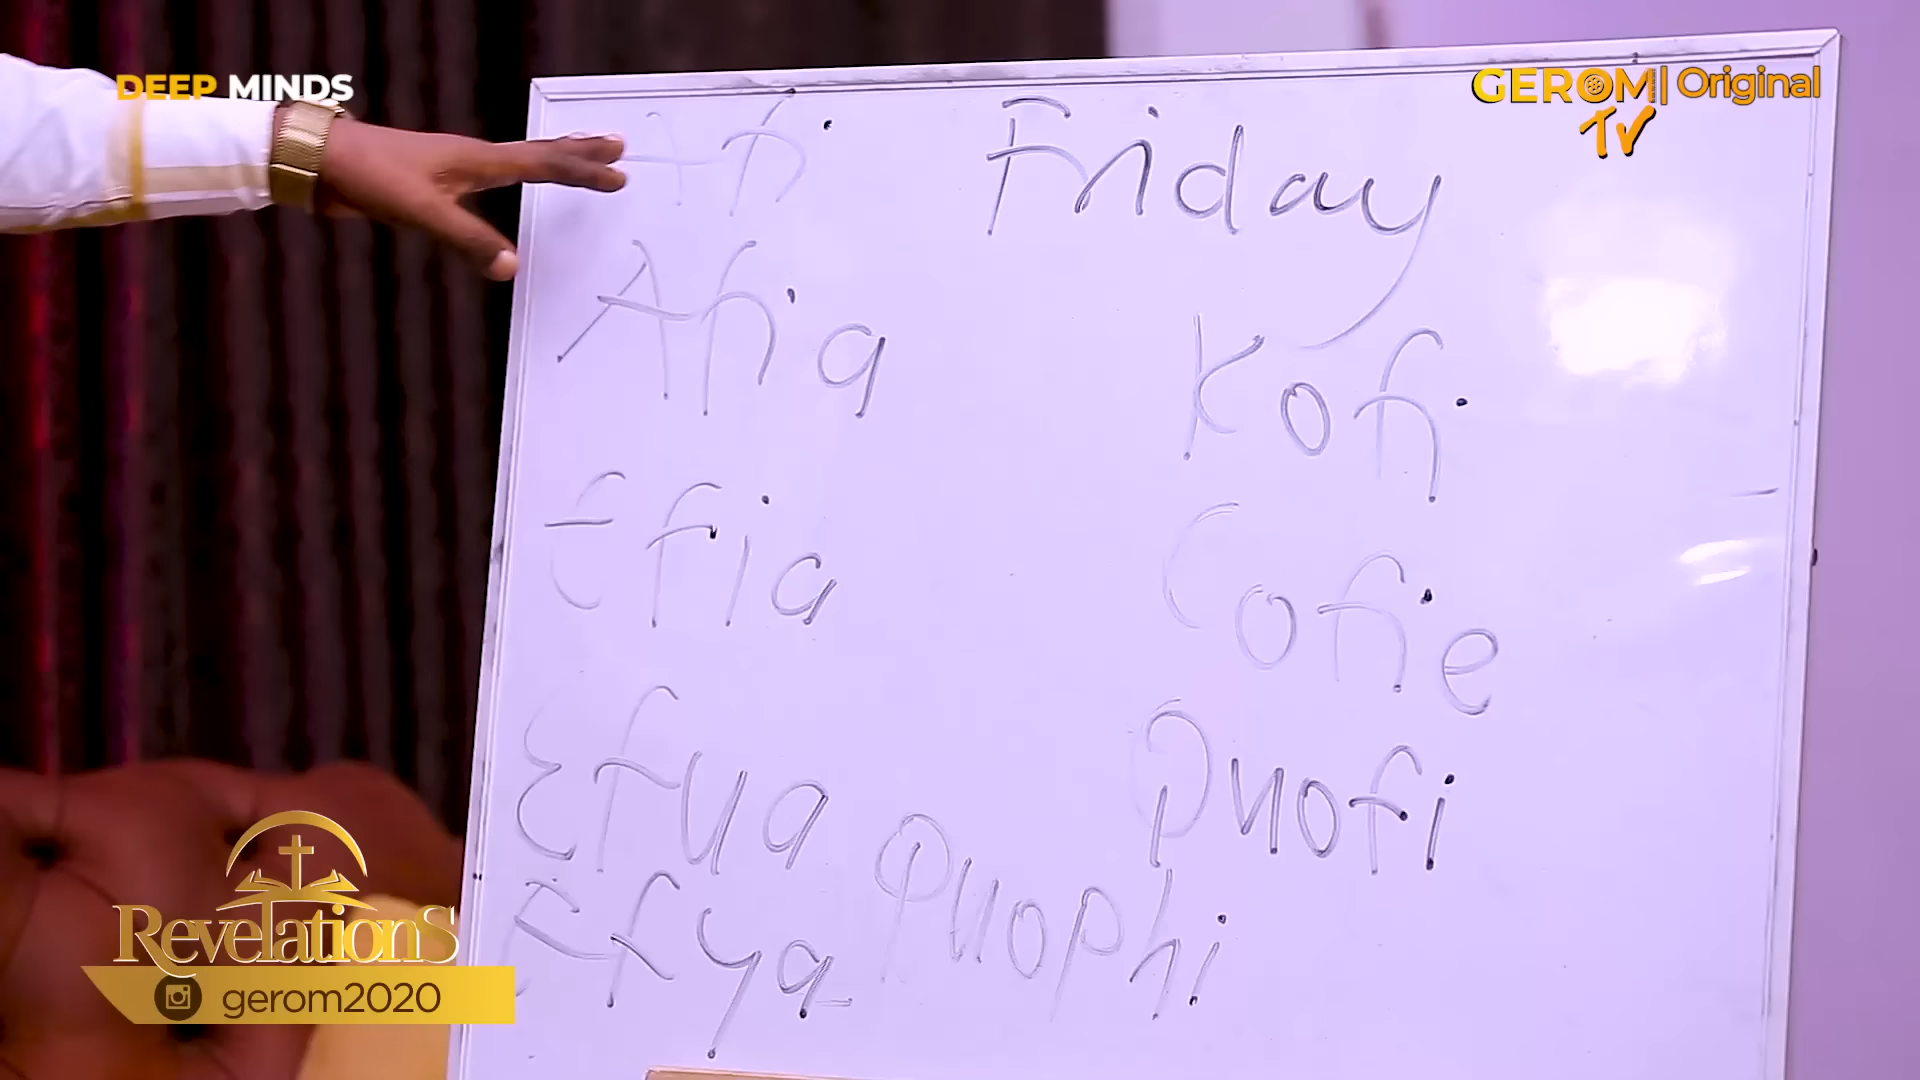 DEEP MINDS
GEROM TV | Original
Afi Friday
Afia
Kofi
Efia
Cofie
Efua
Quofi
Efya
Quophi
Revelations
gerom2020